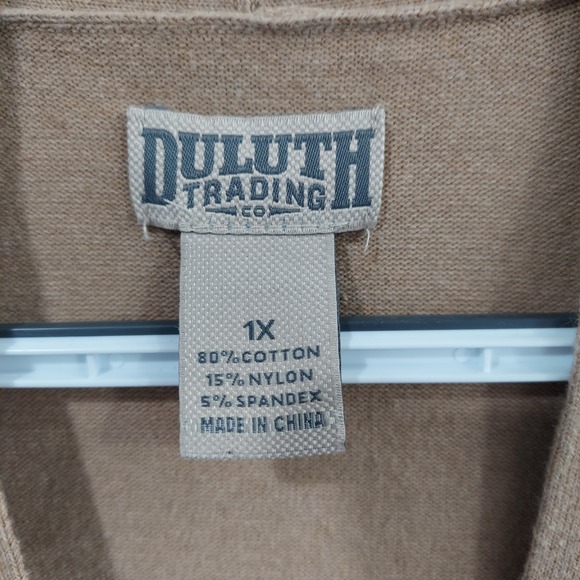 DULUTH
TRADING
CO
1X
80% COTTON
15% NYLON
5% SPANDEX
MADE IN CHINA